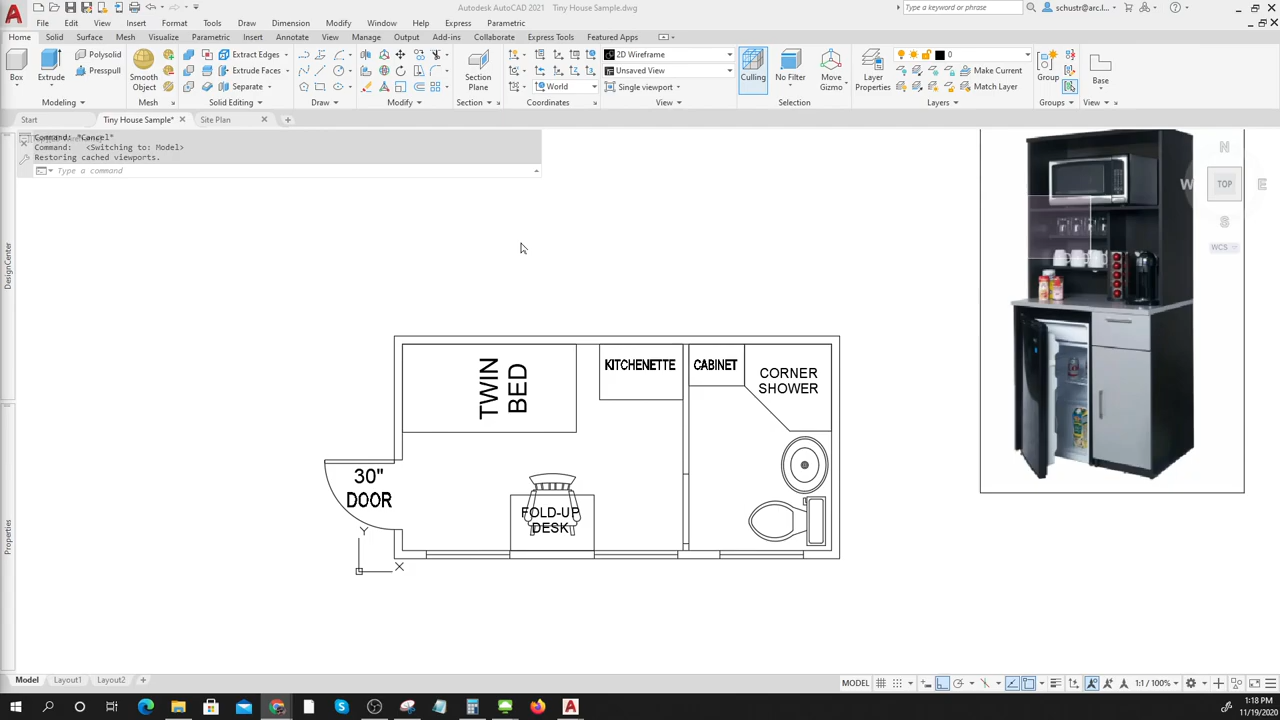 Autodesk AutoCAD 2021 Tiny House Sample.dwg
Type a keyword or phrase
schustr@arc.l...
File Edit View Insert Format Tools Draw Dimension Modify Window Help Express Parametric
Home Solid Surface Mesh Visualize Parametric Insert Annotate View Manage Output Add-ins Collaborate Express Tools Featured Apps
Box
Extrude
Polysolid
Presspull
Smooth
Object
Extract Edges
Extrude Faces
Separate
Section
Plane
World
2D Wireframe
Unsaved View
Single viewport
Culling
No Filter
Move
Gizmo
Layer
Properties
0
Make Current
Match Layer
Group
Base
Modeling Mesh Solid Editing Draw Modify Section Coordinates View Selection Layers Groups View
Start Tiny House Sample* Site Plan
Command: *Cancel*
Command: <Switching to: Model>
Restoring cached viewports.
Type a command
DesignCenter
Properties
N
W TOP E
S
WCS
TWIN
BED
KITCHENETTE
CABINET
CORNER
SHOWER
30"
DOOR
FOLD-UP
DESK
Y
X
Model Layout1 Layout2
MODEL
1:1 / 100%
1:18 PM
11/19/2020